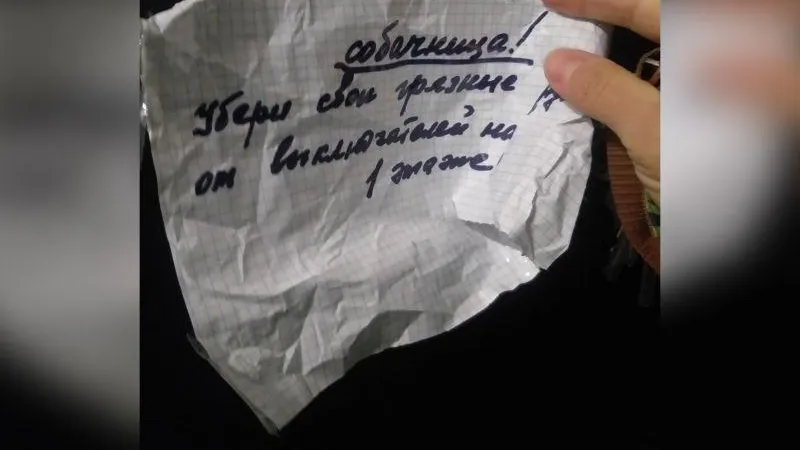 собачница!
Убери свои грязные
от выключателей на
1 этаже